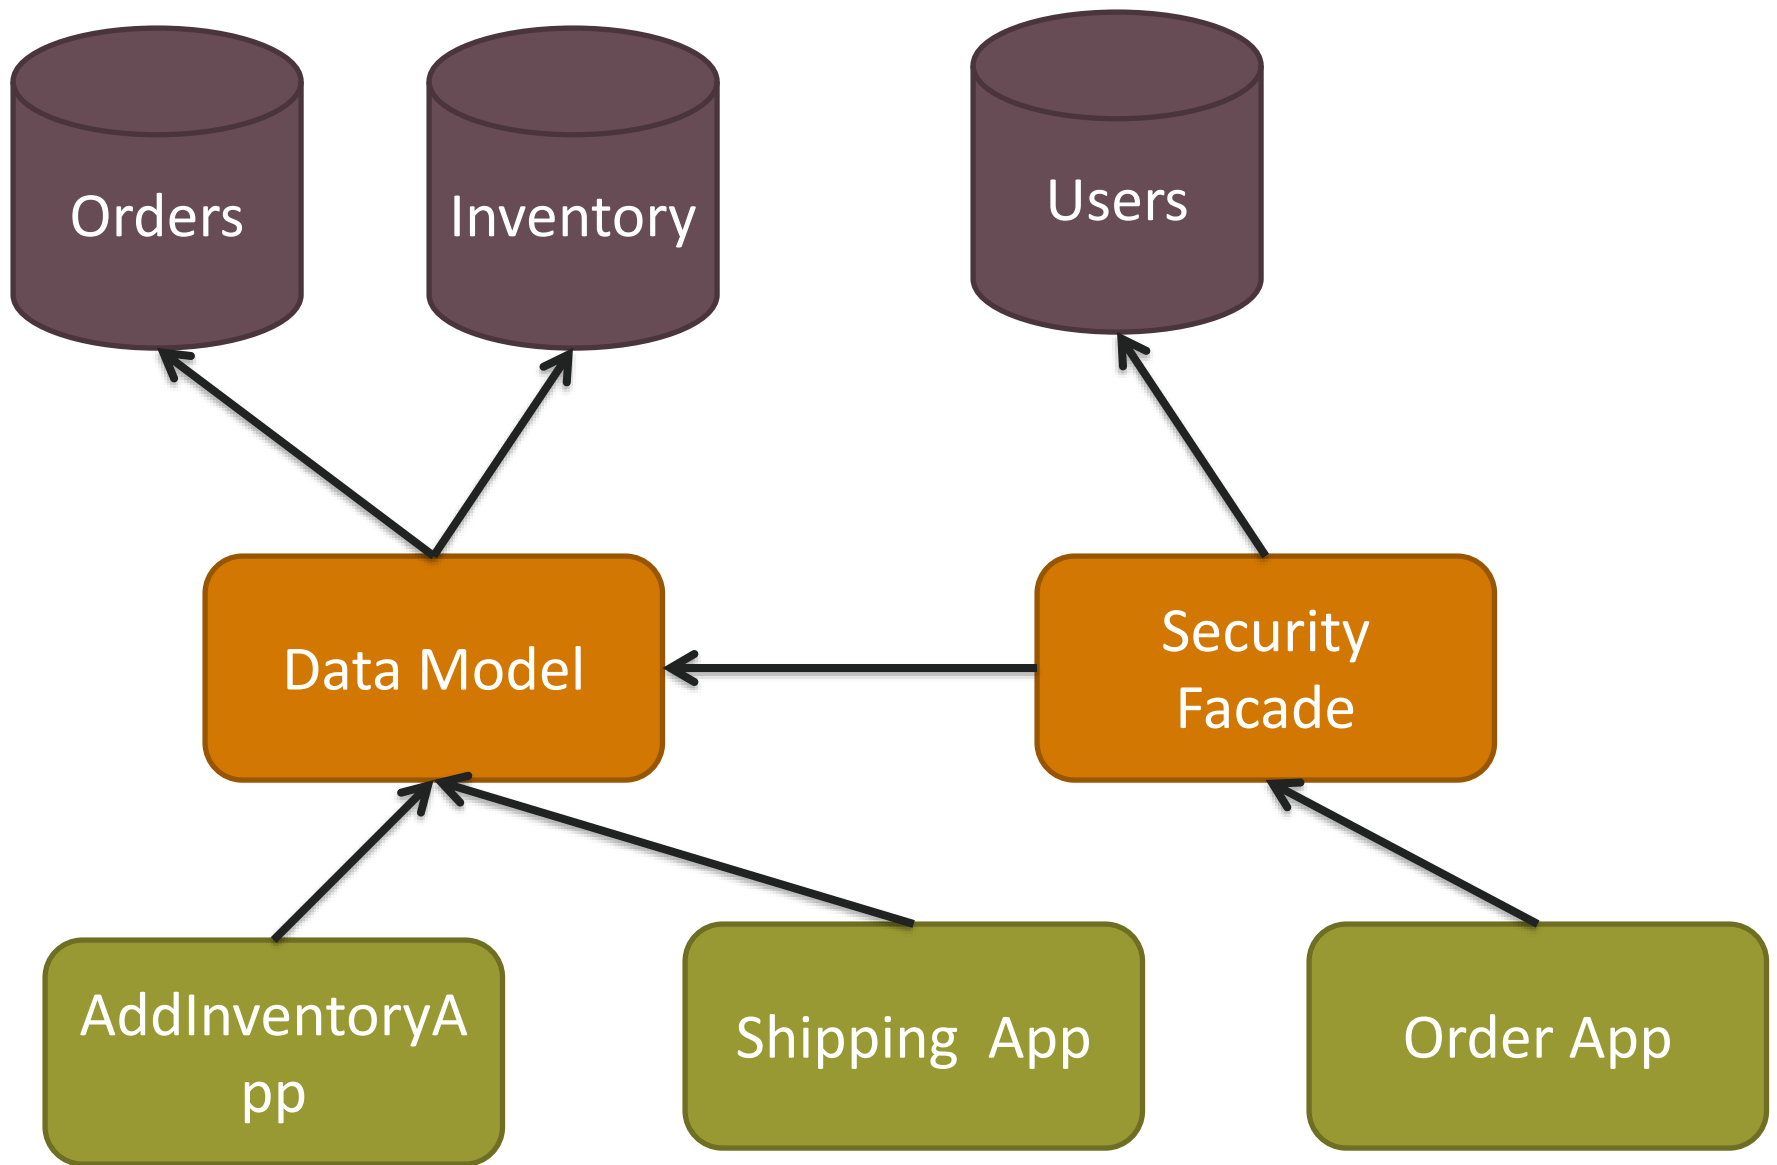 Orders
Inventory
Users
Data Model
Security
Facade
AddInventoryA
pp
Shipping  App
Order App